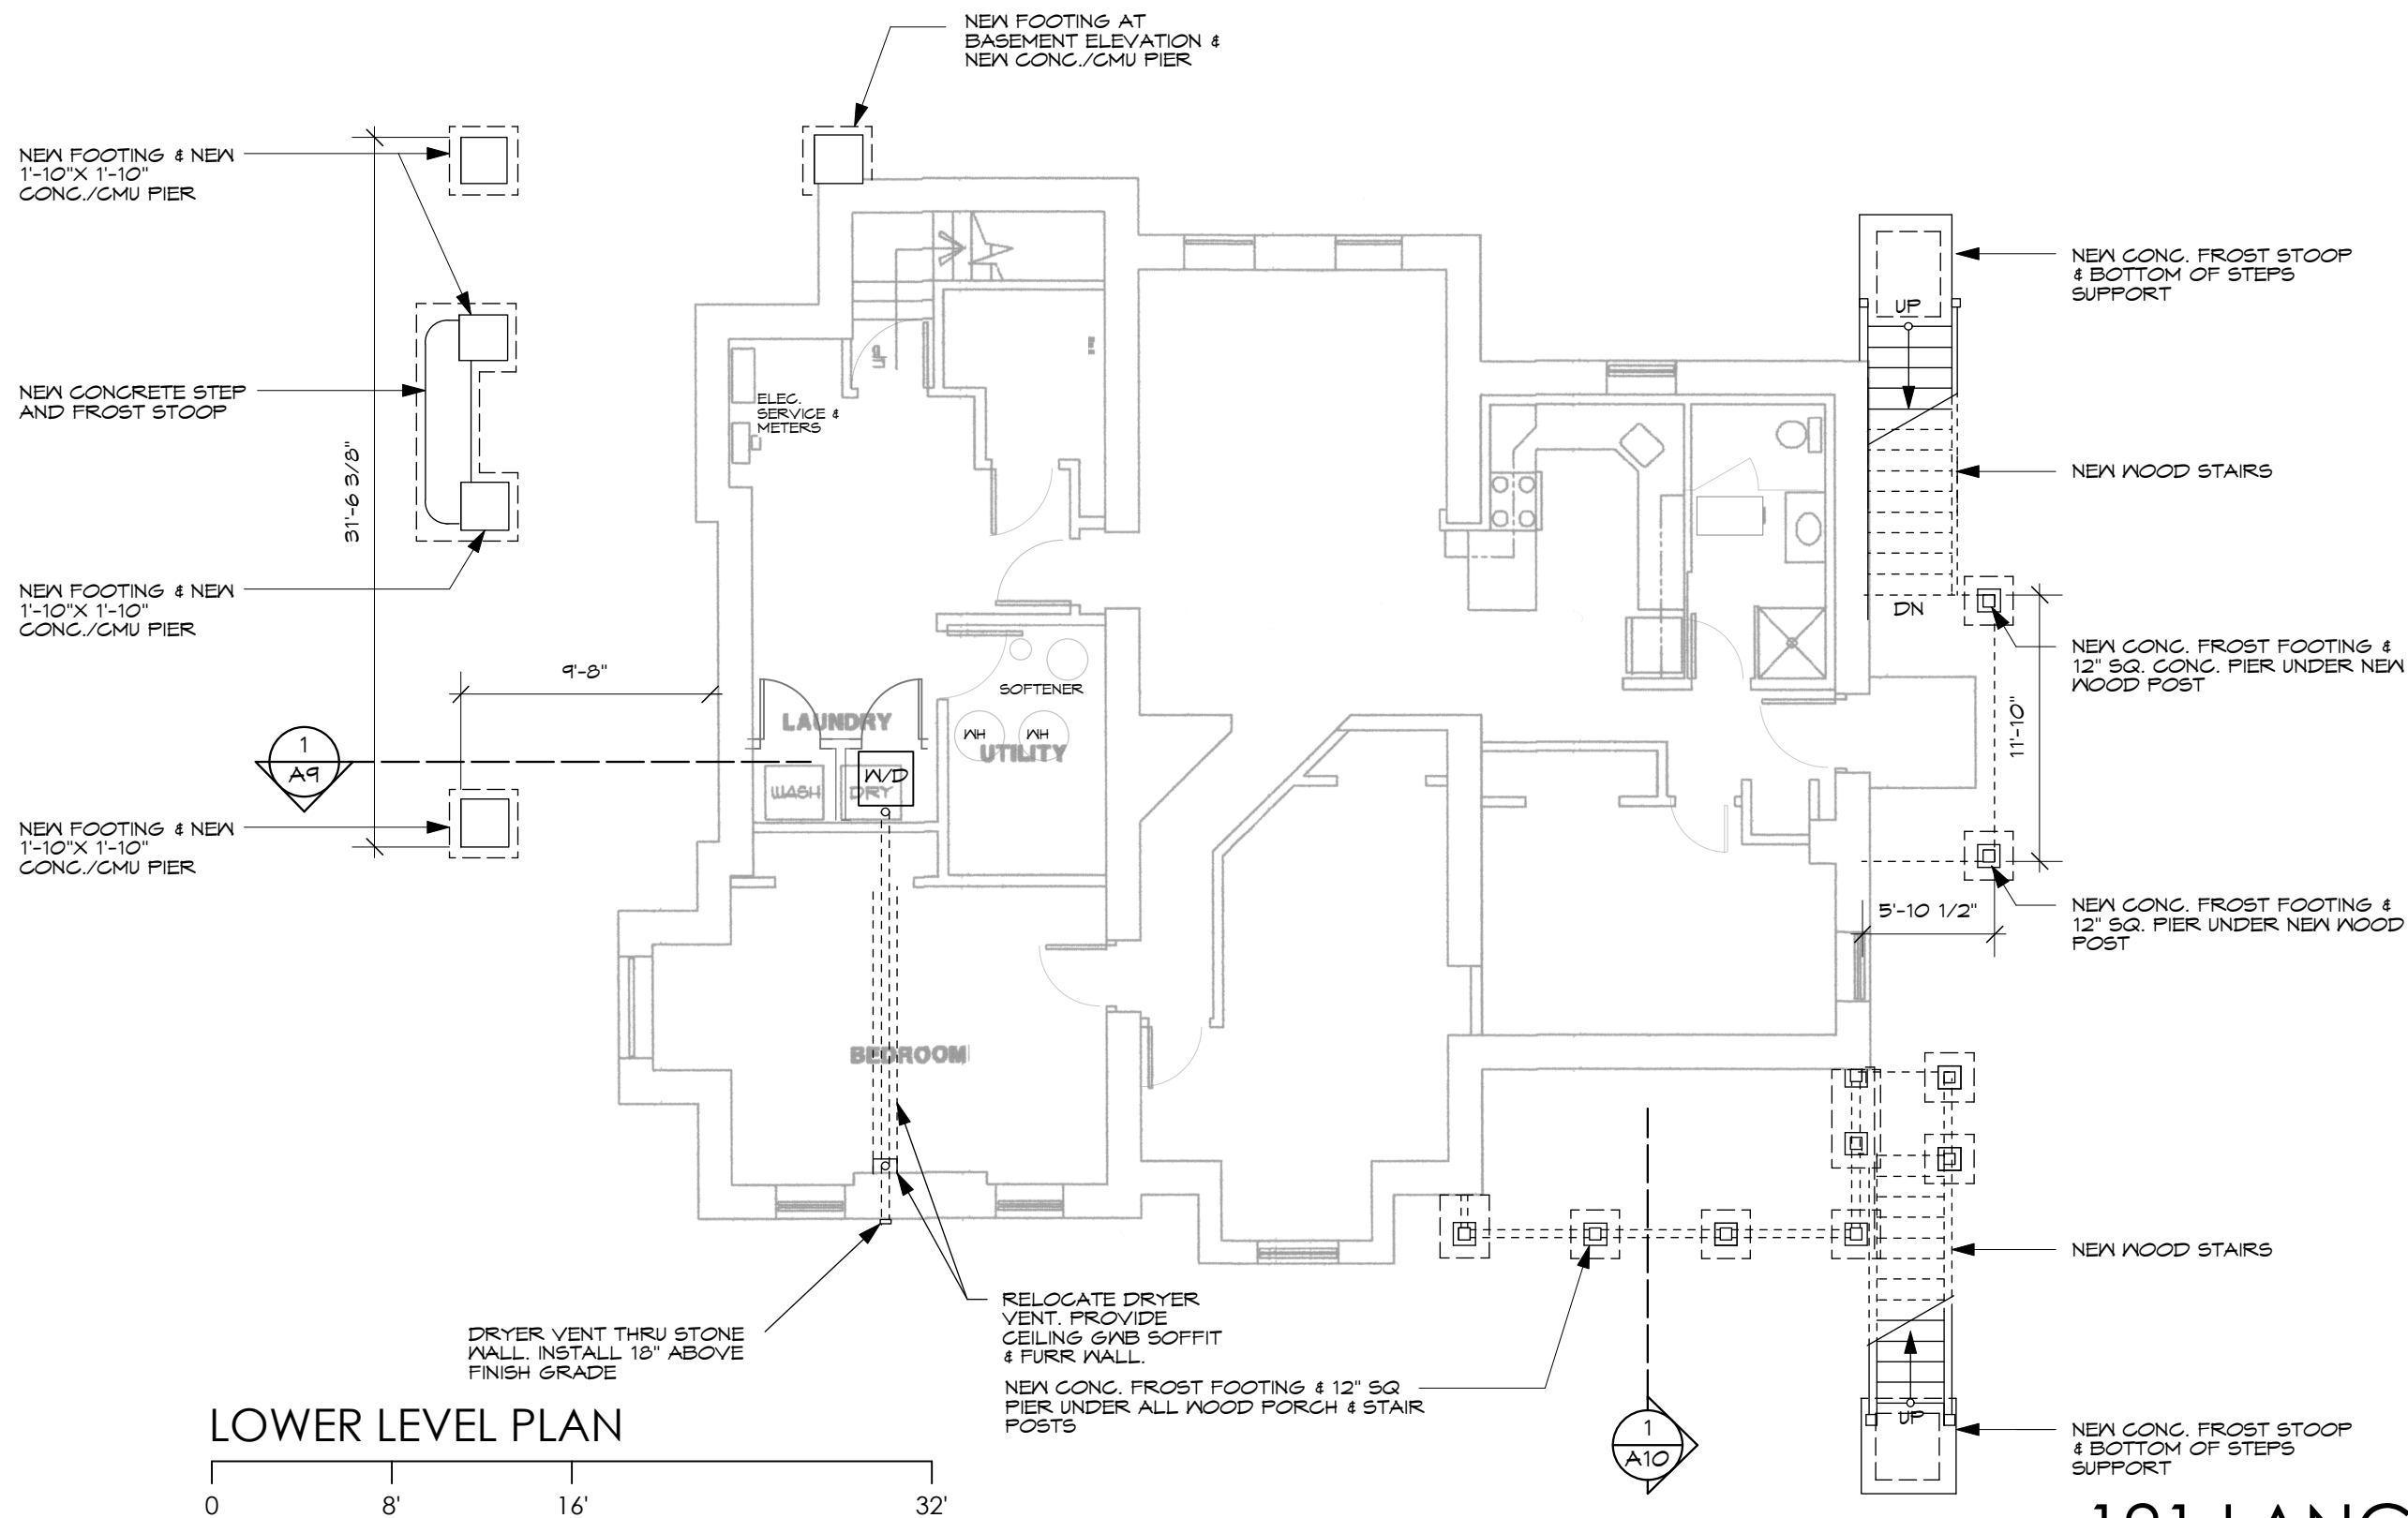 NEW FOOTING AT
BASEMENT ELEVATION &
NEW CONC./CMU PIER
NEW FOOTING & NEW
1'-10"X 1'-10"
CONC./CMU PIER
NEW CONCRETE STEP
AND FROST STOOP
31'-6 3/8"
NEW FOOTING & NEW
1'-10"X 1'-10"
CONC./CMU PIER
9'-8"
1
A9
NEW FOOTING & NEW
1'-10"X 1'-10"
CONC./CMU PIER
UP
ELEC.
SERVICE &
METERS
SOFTENER
WH
WH
UTILITY
LAUNDRY
W/D
WASH
DRY
BEDROOM
UP
DN
NEW CONC. FROST STOOP
& BOTTOM OF STEPS
SUPPORT
NEW WOOD STAIRS
NEW CONC. FROST FOOTING &
12" SQ. CONC. PIER UNDER NEW
WOOD POST
11'-10"
5'-10 1/2"
NEW CONC. FROST FOOTING &
12" SQ. PIER UNDER NEW WOOD
POST
NEW WOOD STAIRS
UP
NEW CONC. FROST STOOP
& BOTTOM OF STEPS
SUPPORT
DRYER VENT THRU STONE
WALL. INSTALL 18" ABOVE
FINISH GRADE
RELOCATE DRYER
VENT. PROVIDE
CEILING GWB SOFFIT
& FURR WALL.
NEW CONC. FROST FOOTING & 12" SQ
PIER UNDER ALL WOOD PORCH & STAIR
POSTS
1
A10
LOWER LEVEL PLAN
0 8' 16' 32'